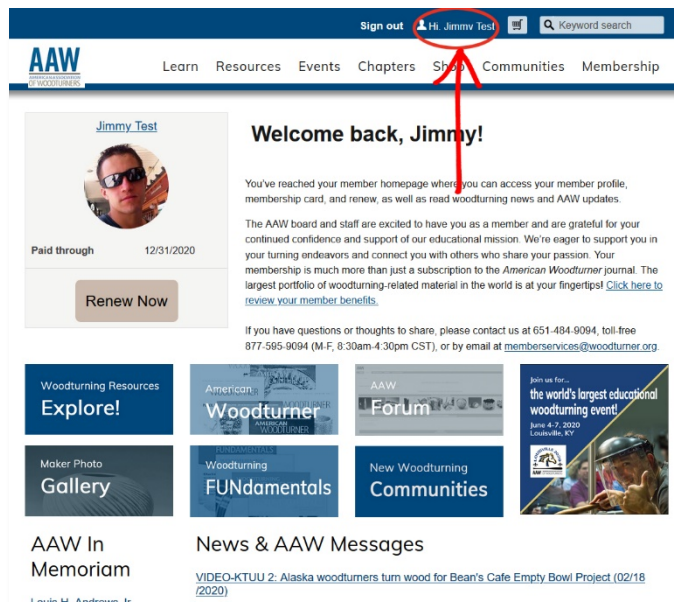 Sign out Hi, Jimmy Test Keyword search
AAW
AMERICAN ASSOCIATION
OF WOODTURNERS
Learn Resources Events Chapters Shop Communities Membership
Jimmy Test
Paid through 12/31/2020
Renew Now
Welcome back, Jimmy!
You've reached your member homepage where you can access your member profile,
membership card, and renew, as well as read woodturning news and AAW updates.
The AAW board and staff are excited to have you as a member and are grateful for your
continued confidence and support of our educational mission. We're eager to support you in
your turning endeavors and connect you with others who share your passion. Your
membership is much more than just a subscription to the American Woodturner journal. The
largest portfolio of woodturning-related material in the world is at your fingertips! Click here to
review your member benefits.
If you have questions or thoughts to share, please contact us at 651-484-9094, toll-free
877-595-9094 (M-F, 8:30am-4:30pm CST), or by email at memberservices@woodturner.org.
Woodturning Resources
Explore!
American
Woodturner
AMERICAN
WOODTURNER
AAW
Forum
Join us for...
the world's largest educational
woodturning event!
June 4-7, 2020
Louisville, KY
Maker Photo
Gallery
FUNDAMENTALS
Woodturning
FUNdamentals
New Woodturning
Communities
AAW In
Memoriam
News & AAW Messages
VIDEO-KTUU 2: Alaska woodturners turn wood for Bean's Cafe Empty Bowl Project (02/18
/2020)